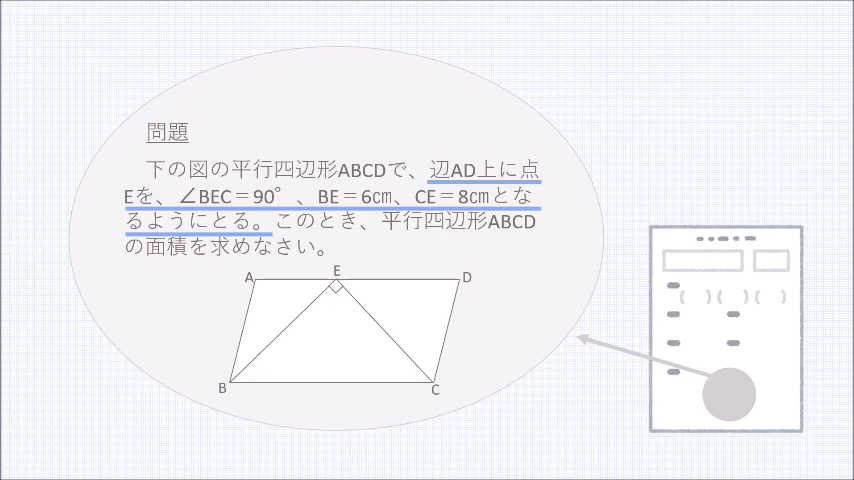 問題
下の図の平行四辺形ABCDで、辺AD上に点
Eを、∠BEC＝90°、BE＝6㎝、CE＝8㎝とな
るようにとる。このとき、平行四辺形ABCD
の面積を求めなさい。
A E D
B C